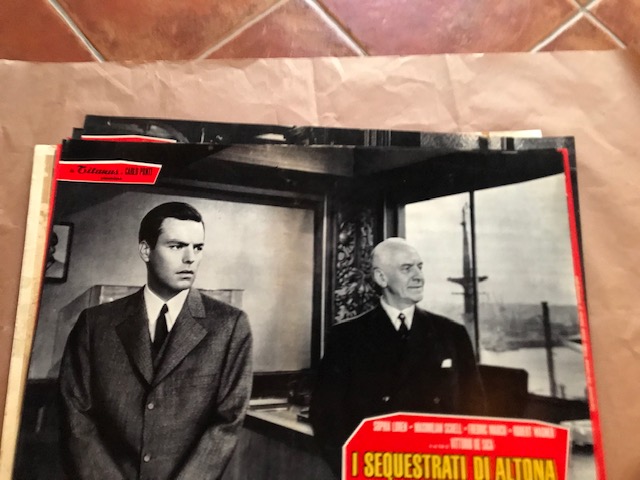 Titanus CARLO PONTI
SOPHIA LOREN - MAXIMILIAN SCHELL - FREDRIC MARCH - ROBERT WAGNER
VITTORIO DE SICA
I SEQUESTRATI DI ALTONA